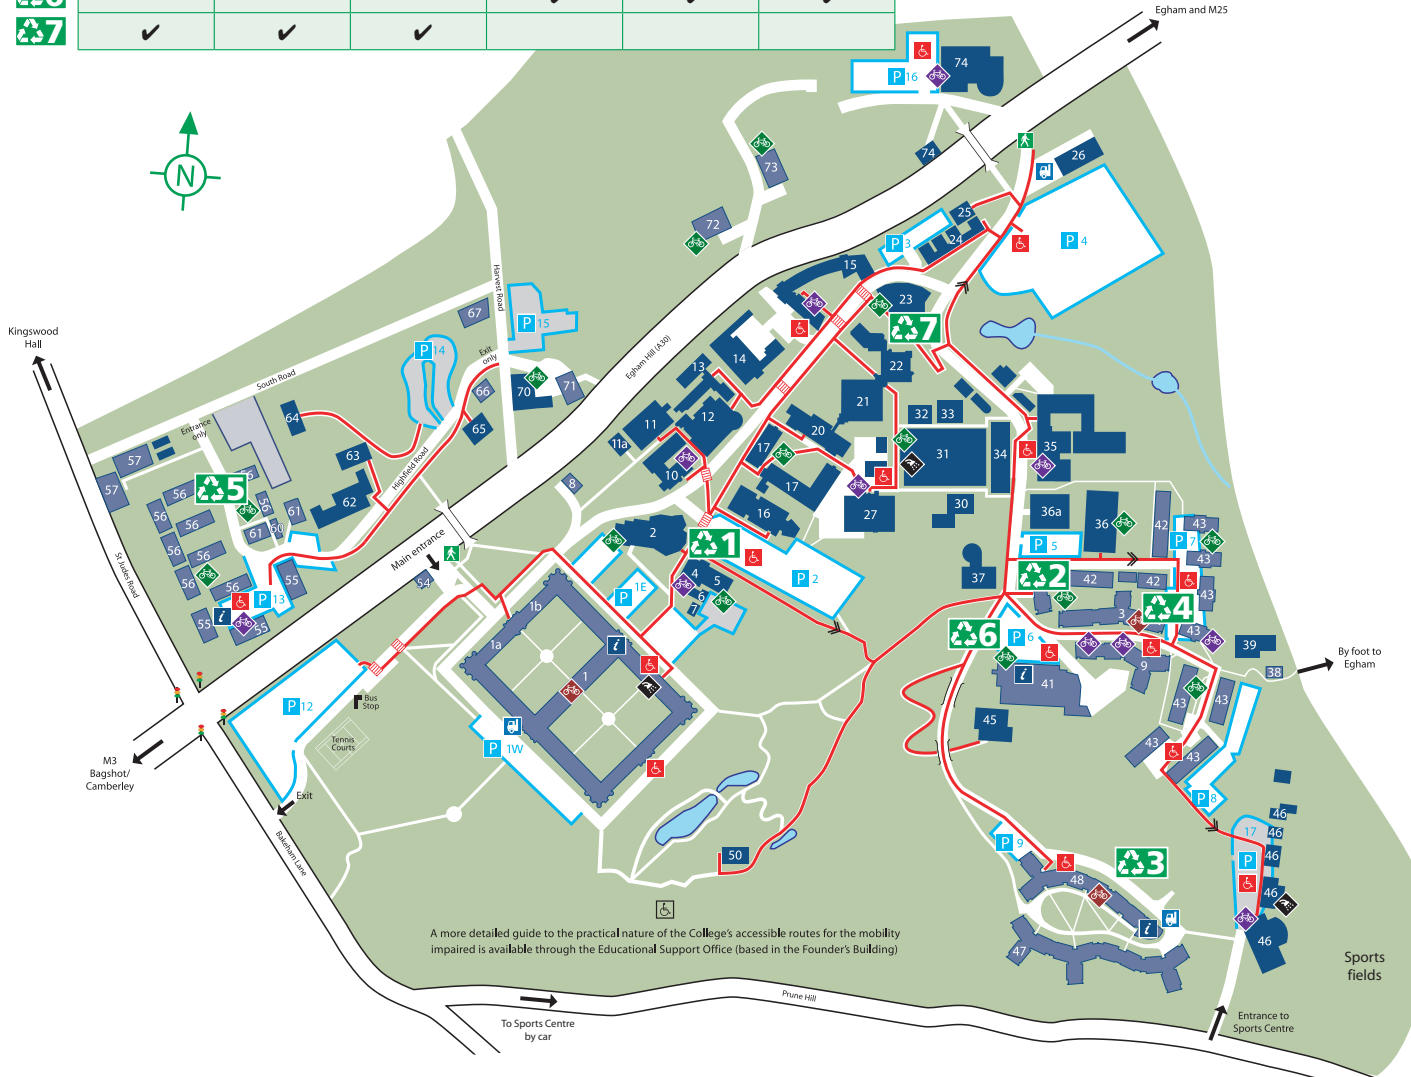 7
Egham and M25
P 16
74
74
26
73
72
25
24
P 3
P 4
15
N
Harvest Road
67
P 15
23
7
Kingswood
Hall
P 14
Exit
only
Egham Hill (A30)
14
13
22
South Road
66
70
71
21
64
65
11
12
32
33
Entrance
only
11a
20
17
35
57
63
31
34
Highfield Road
10
57
5
56
56
8
17
62
16
36a
36
42
43
56
61
60
61
30
27
2
1
P 5
P 7
56
St Judes Road
Main entrance
43
56
55
54
1E
P
4
5
P 2
37
2
42
42
43
P 13
6
7
3
4
55
55
1b
6
P 6
43
39
1a
9
By foot to
Egham
38
1
41
43
43
P 12
Bus
Stop
45
Tennis
Courts
P 1W
43
43
M3
Bagshot/
Camberley
Exit
P 8
46
17
46
Bakeham Lane
P 9
50
3
P
46
48
46
A more detailed guide to the practical nature of the College's accessible routes for the mobility
impaired is available through the Educational Support Office (based in the Founder's Building)
47
46
Sports
fields
Prune Hill
To Sports Centre
by car
Entrance to
Sports Centre